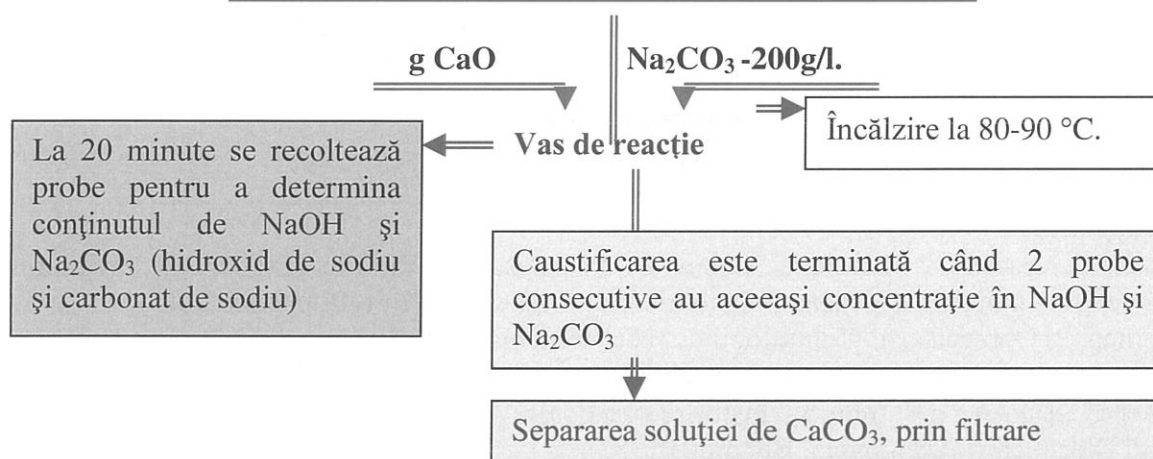 g CaO
Na₂CO₃ -200g/l.
Încălzire la 80-90 °C.
Vas de reacţie
La 20 minute se recoltează
probe pentru a determina
conţinutul de NaOH şi
Na₂CO₃ (hidroxid de sodiu
şi carbonat de sodiu)
Caustificarea este terminată când 2 probe
consecutive au aceeaşi concentraţie în NaOH şi
Na₂CO₃
Separarea soluţiei de CaCO₃, prin filtrare